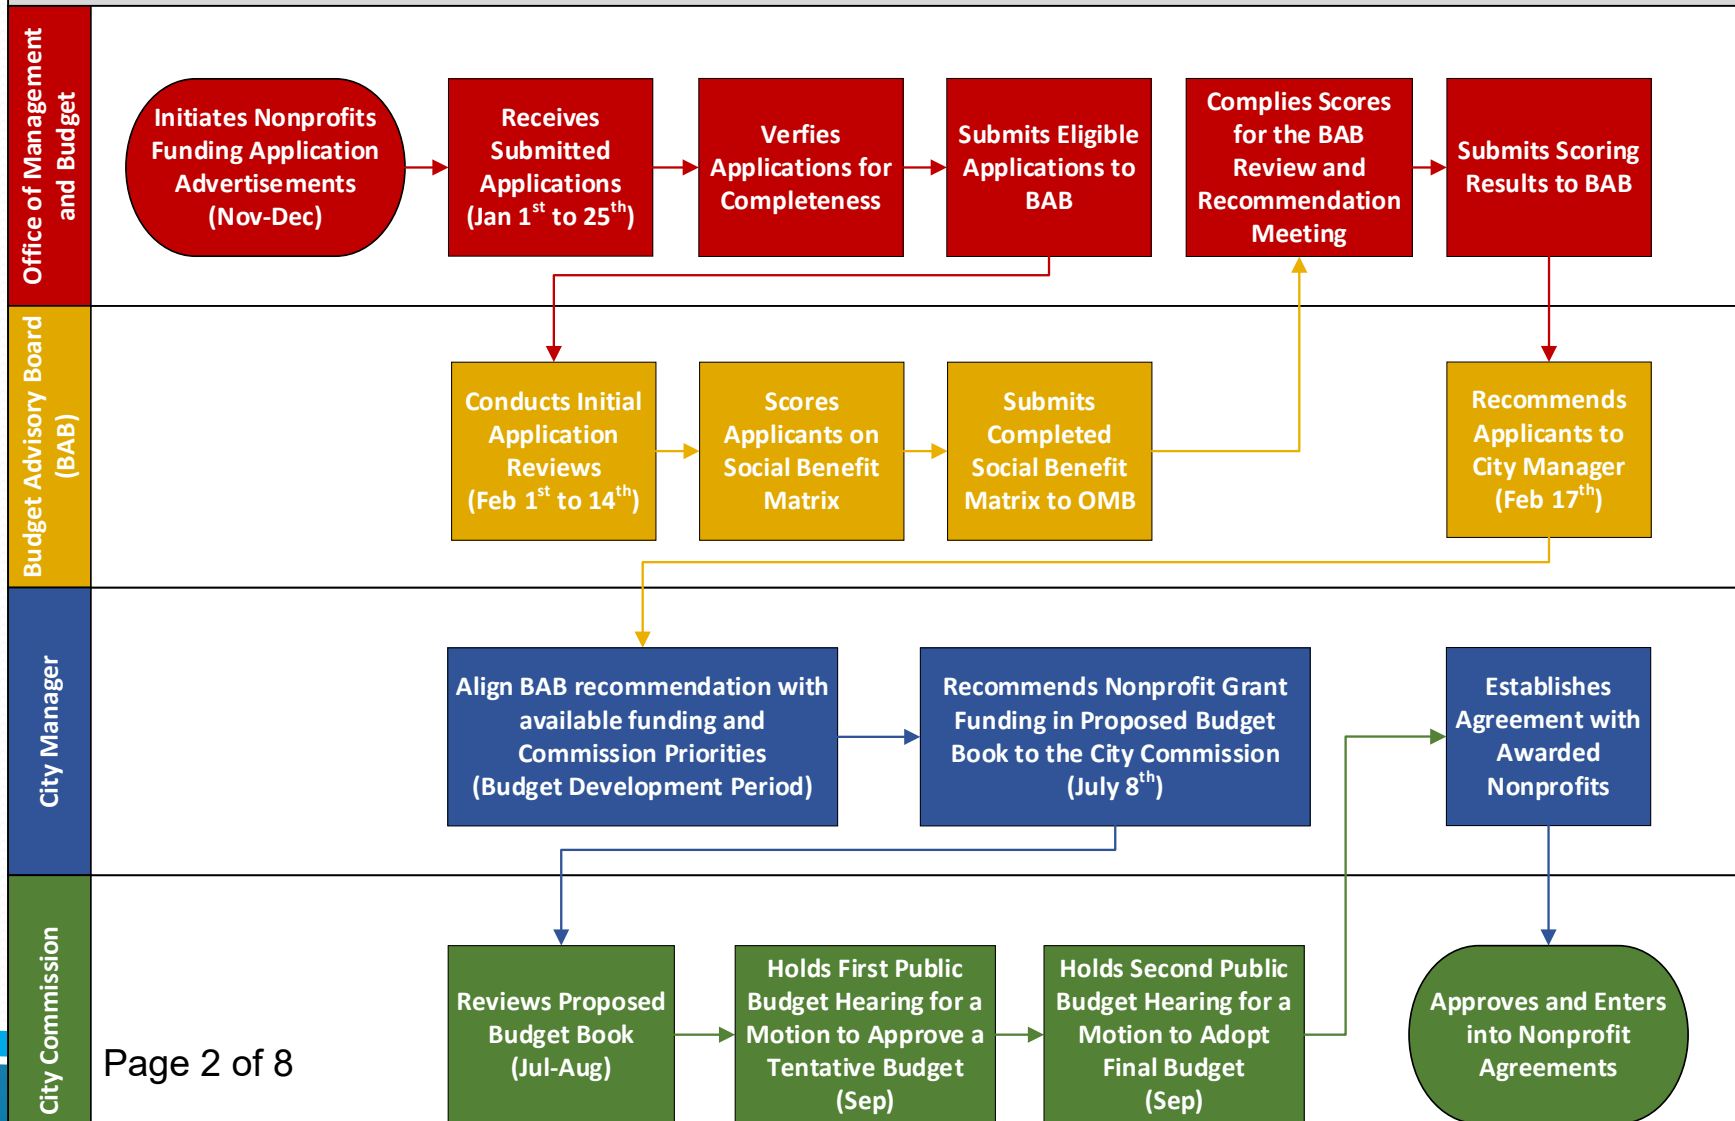 Office of Management
and Budget
Initiates Nonprofits
Funding Application
Advertisements
(Nov-Dec)
Receives
Submitted
Applications
(Jan 1st to 25th)
Verfies
Applications for
Completeness
Submits Eligible
Applications to
BAB
Complies Scores
for the BAB
Review and
Recommendation
Meeting
Submits Scoring
Results to BAB
Budget Advisory Board
(BAB)
Conducts Initial
Application
Reviews
(Feb 1st to 14th)
Scores
Applicants on
Social Benefit
Matrix
Submits
Completed
Social Benefit
Matrix to OMB
Recommends
Applicants to
City Manager
(Feb 17th)
City Manager
Align BAB recommendation with
available funding and
Commission Priorities
(Budget Development Period)
Recommends Nonprofit Grant
Funding in Proposed Budget
Book to the City Commission
(July 8th)
Establishes
Agreement with
Awarded
Nonprofits
City Commission
Reviews Proposed
Budget Book
(Jul-Aug)
Holds First Public
Budget Hearing for a
Motion to Approve a
Tentative Budget
(Sep)
Holds Second Public
Budget Hearing for a
Motion to Adopt
Final Budget
(Sep)
Approves and Enters
into Nonprofit
Agreements
Page 2 of 8